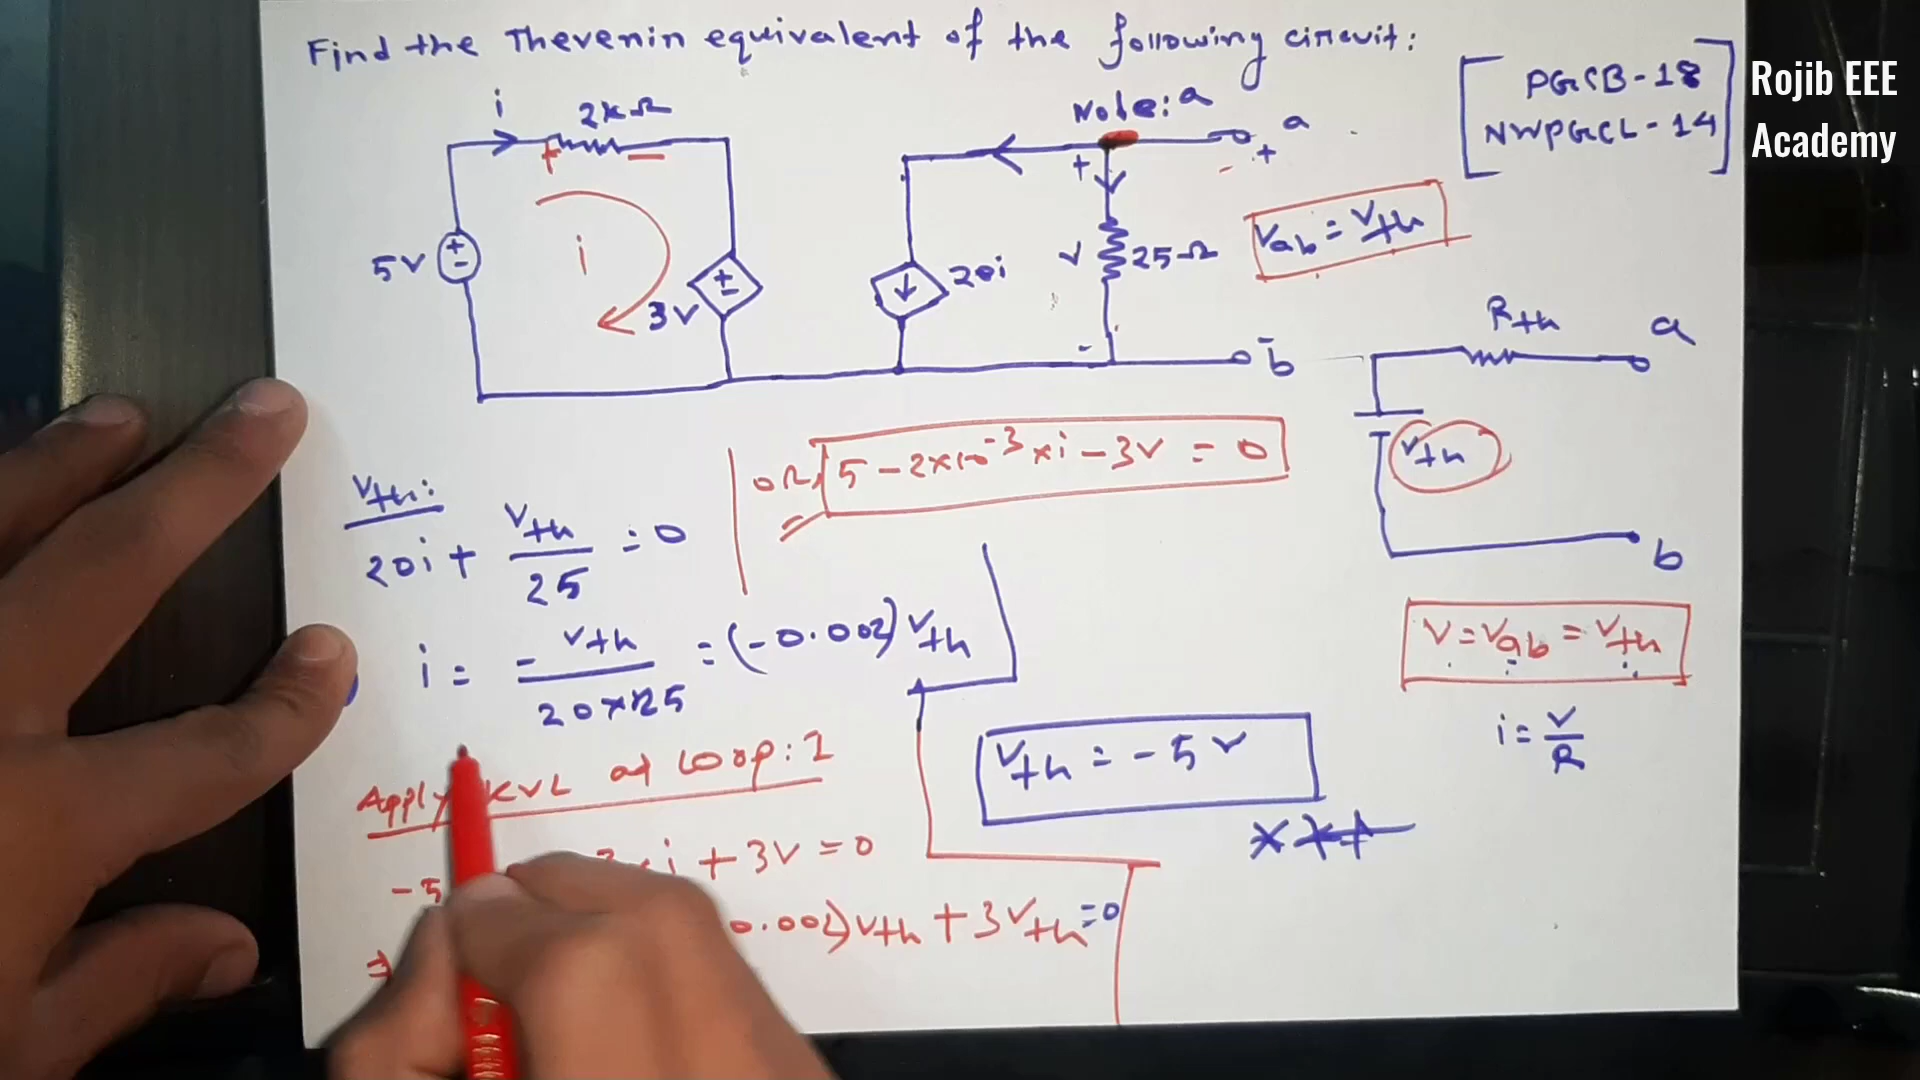 Find the Thevenin equivalent of the following circuit:
[PGCB-18
NWPGCL-14]
Rojib EEE
Academy
i
2KΩ
+ −
5V
+
−
i
3V
+
−
Node: a
a
+
+
20i
V
25Ω
-
-
b
Vab = Vth
Rth
a
Vth
b
Vth:
20i + Vth/25 = 0
OR, 5 − 2×10^-3 × i − 3V = 0
i = − Vth/20×25 = (-0.002) Vth
V = Vab = Vth
i = V/R
Vth = -5V
Apply KVL at Loop: 1
-5 i + 3V = 0
⇒ 0.002) Vth + 3Vth = 0